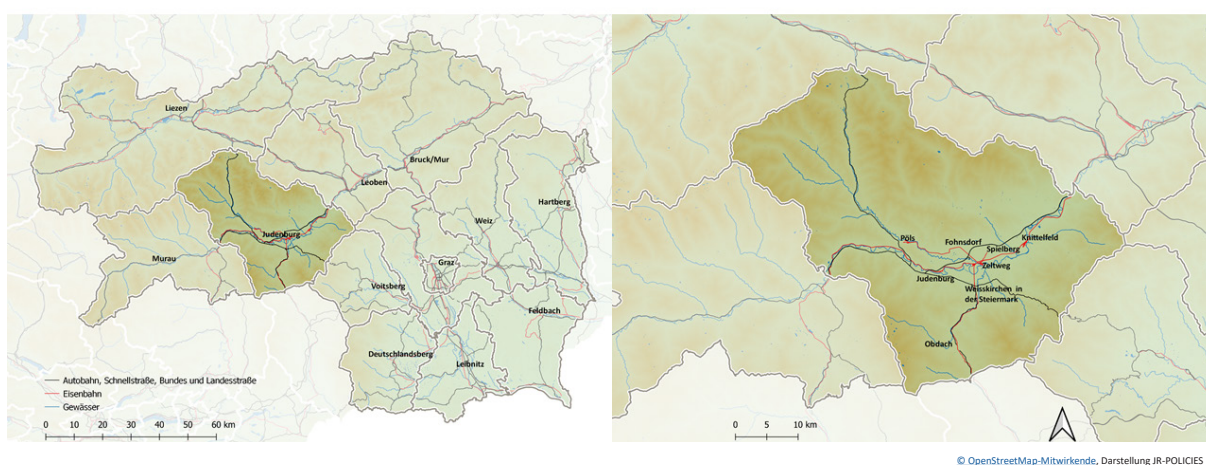 Liezen
Bruck/Mur
Leoben
Hartberg
Weiz
Judenburg
Murau
Graz
Voitsberg
Feldbach
Deutschlandsberg
Leibnitz
Autobahn, Schnellstraße, Bundes und Landesstraße
Eisenbahn
Gewässer
0 10 20 30 40 50 60 km
Pöls
Fohnsdorf
Knittelfeld
Spielberg
Zeltweg
Judenburg
Weisskirchen in
der Steiermark
Obdach
0 5 10 km
© OpenStreetMap-Mitwirkende, Darstellung JR-POLICIES